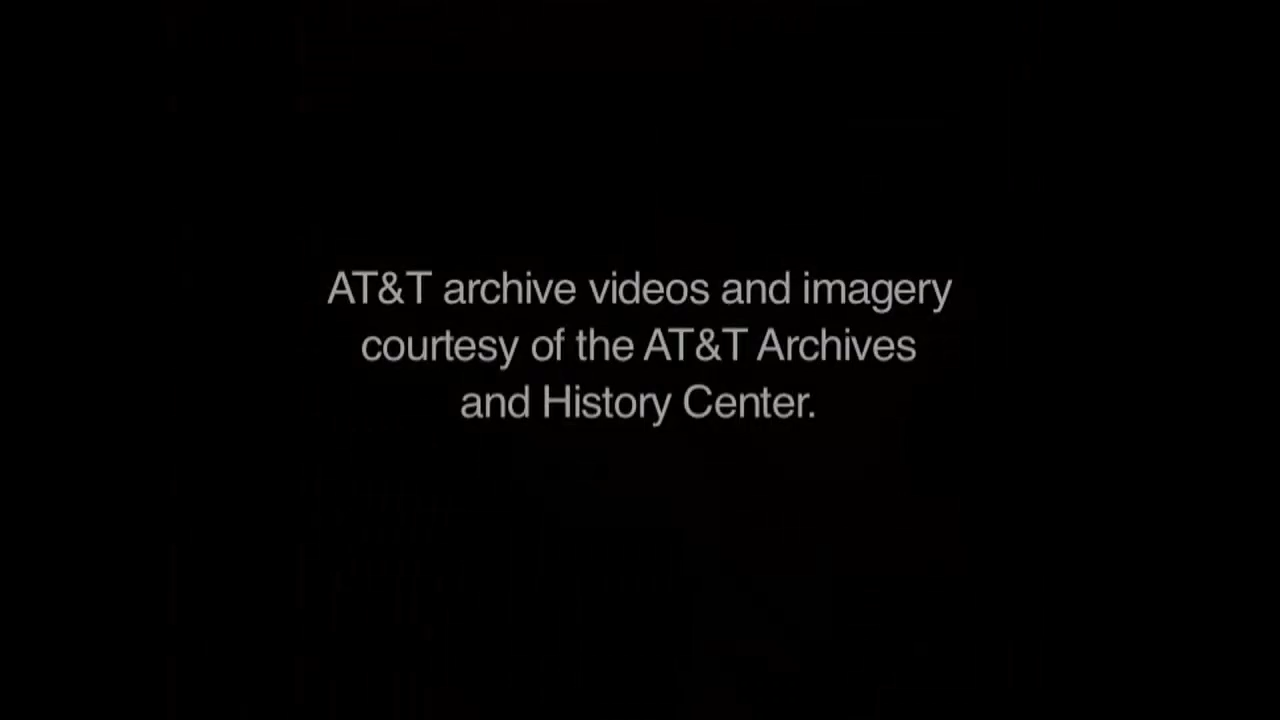 AT&T archive videos and imagery
courtesy of the AT&T Archives
and History Center.